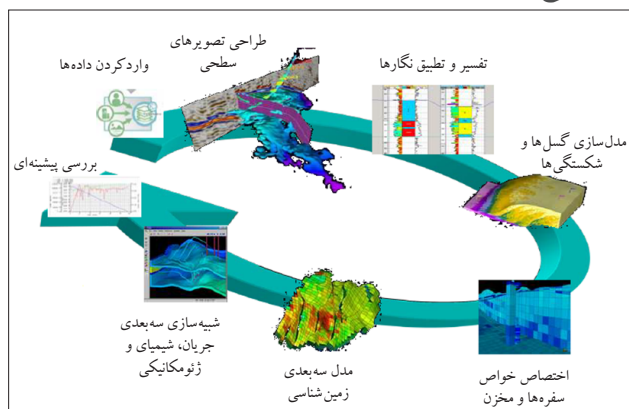 طراحی تصویرهای
سطحی
واردکردن داده‌ها
تفسیر و تطبیق نگارها
مدل‌سازی گسل‌ها و
شکستگی‌ها
بررسی پیشینه‌ای
شبیه‌سازی سه‌بعدی
جریان، شیمیای و
ژئومکانیکی
مدل سه‌بعدی
زمین‌شناسی
اختصاص خواص
سفره‌ها و مخزن